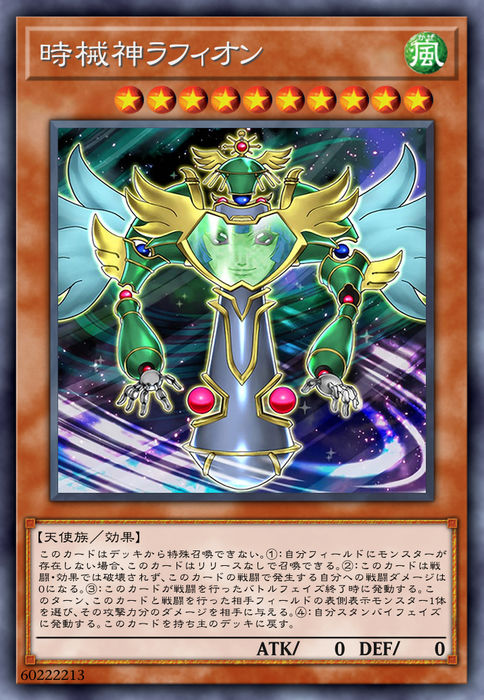 時械神ラフィオン
かぜ
風
【天使族／効果】
このカードはデッキから特殊召喚できない。①：自分フィールドにモンスターが
存在しない場合、このカードはリリースなしで召喚できる。②：このカードは戦
闘・効果では破壊されず、このカードの戦闘で発生する自分への戦闘ダメージは
0になる。③：このカードが戦闘を行ったバトルフェイズ終了時に発動する。こ
のターン、このカードと戦闘を行った相手フィールドの表側表示モンスター1体
を選び、その攻撃力分のダメージを相手に与える。④：自分スタンバイフェイズ
に発動する。このカードを持ち主のデッキに戻す。
ATK/ 0 DEF/ 0
60222213